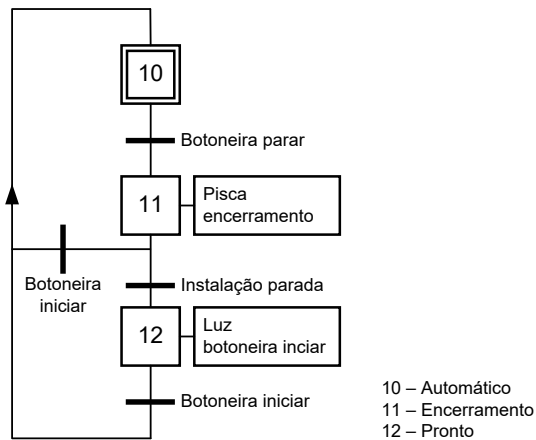 10
Botoneira parar
11
Pisca
encerramento
Botoneira
iniciar
Instalação parada
12
Luz
botoneira inciar
Botoneira iniciar
10 – Automático
11 – Encerramento
12 – Pronto